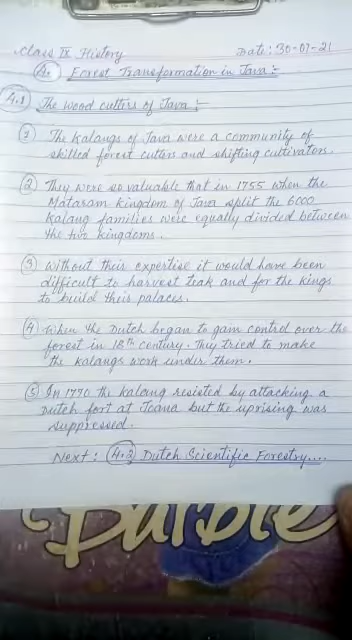 Class IX History Date: 30-07-21
4. Forest Transformation in Java :-
4.1 The wood cutters of Java :-
1 The Kalangs of Java were a community of
skilled forest cutters and shifting cultivators.
2 They were so valuable that in 1755 when the
Mataram kingdom of Java split the 6000
Kalang families were equally divided between
the two kingdoms.
3 Without their expertise it would have been
difficult to harvest teak and for the kings
to build their palaces.
4 When the Dutch began to gain control over the
forest in 18th century. They tried to make
the kalangs work under them.
5 In 1770 the kalang resisted by attacking a
Dutch fort at Joana but the uprising was
suppressed.
Next : 4.2 Dutch Scientific Forestry....
Barbie